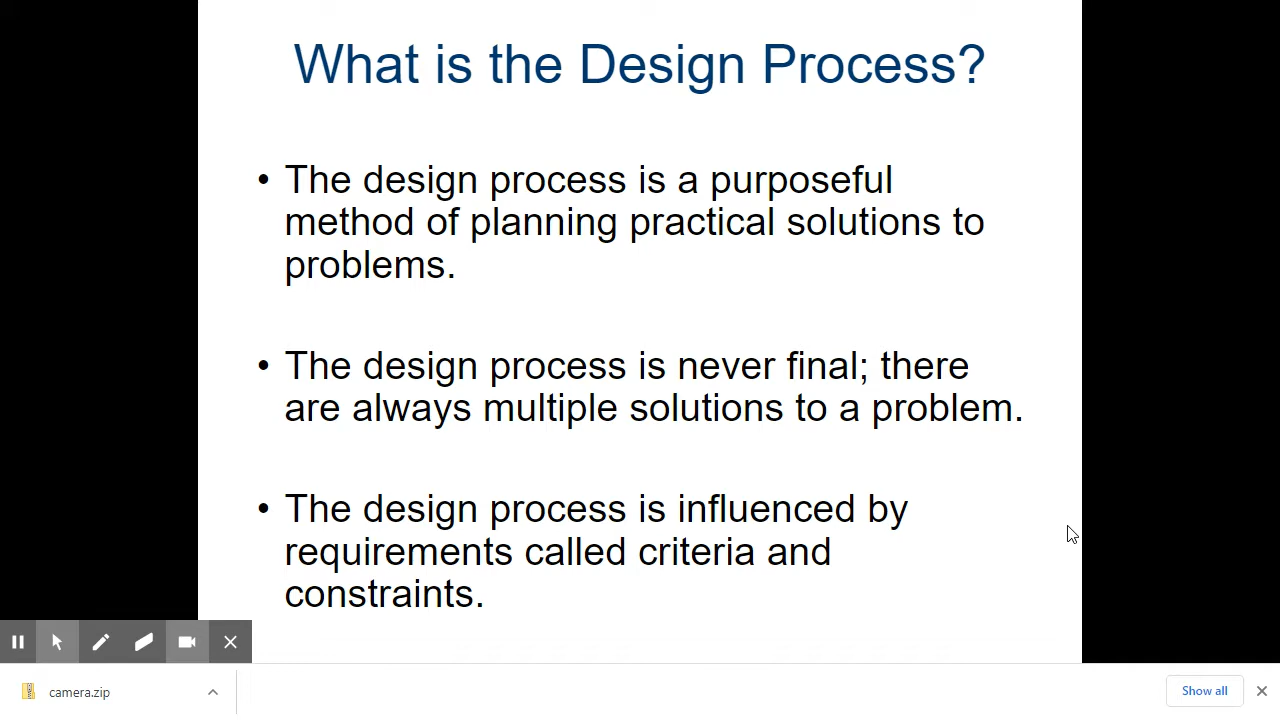 What is the Design Process?
• The design process is a purposeful
method of planning practical solutions to
problems.
• The design process is never final; there
are always multiple solutions to a problem.
• The design process is influenced by
requirements called criteria and
constraints.
camera.zip
Show all